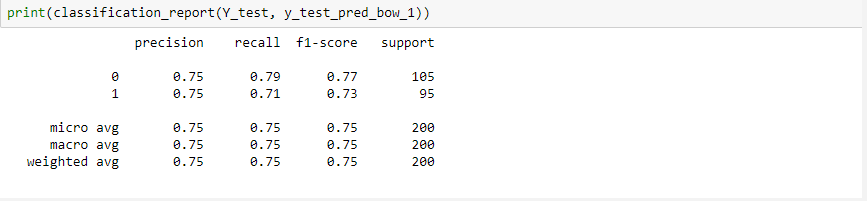 print(classification_report(Y_test, y_test_pred_bow_1))
precision recall f1-score support
0 0.75 0.79 0.77 105
1 0.75 0.71 0.73 95
micro avg 0.75 0.75 0.75 200
macro avg 0.75 0.75 0.75 200
weighted avg 0.75 0.75 0.75 200